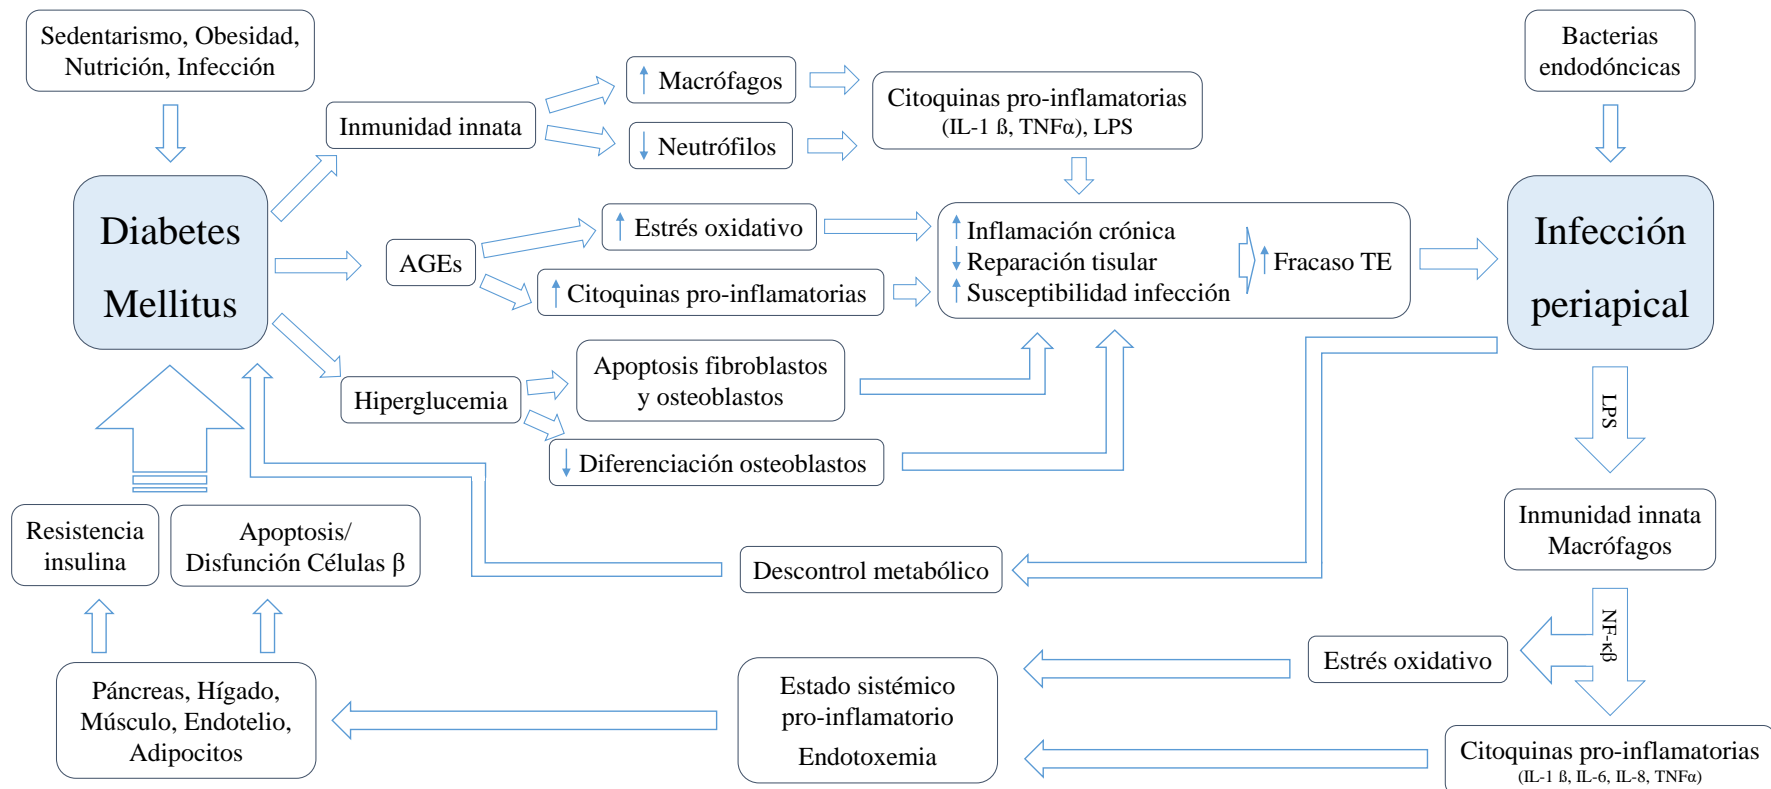 Sedentarismo, Obesidad,
Nutrición, Infección
Diabetes
Mellitus
Inmunidad innata
Macrófagos
Neutrófilos
Citoquinas pro-inflamatorias
(IL-1 ß, TNFα), LPS
AGEs
Estrés oxidativo
Citoquinas pro-inflamatorias
Hiperglucemia
Apoptosis fibroblastos
y osteoblastos
Diferenciación osteoblastos
Inflamación crónica
Reparación tisular
Susceptibilidad infección
Fracaso TE
Bacterias
endodóncicas
Infección
periapical
LPS
Inmunidad innata
Macrófagos
NF-κβ
Estrés oxidativo
Citoquinas pro-inflamatorias
(IL-1 ß, IL-6, IL-8, TNFα)
Descontrol metabólico
Estado sistémico
pro-inflamatorio
Endotoxemia
Páncreas, Hígado,
Músculo, Endotelio,
Adipocitos
Resistencia
insulina
Apoptosis/
Disfunción Células β